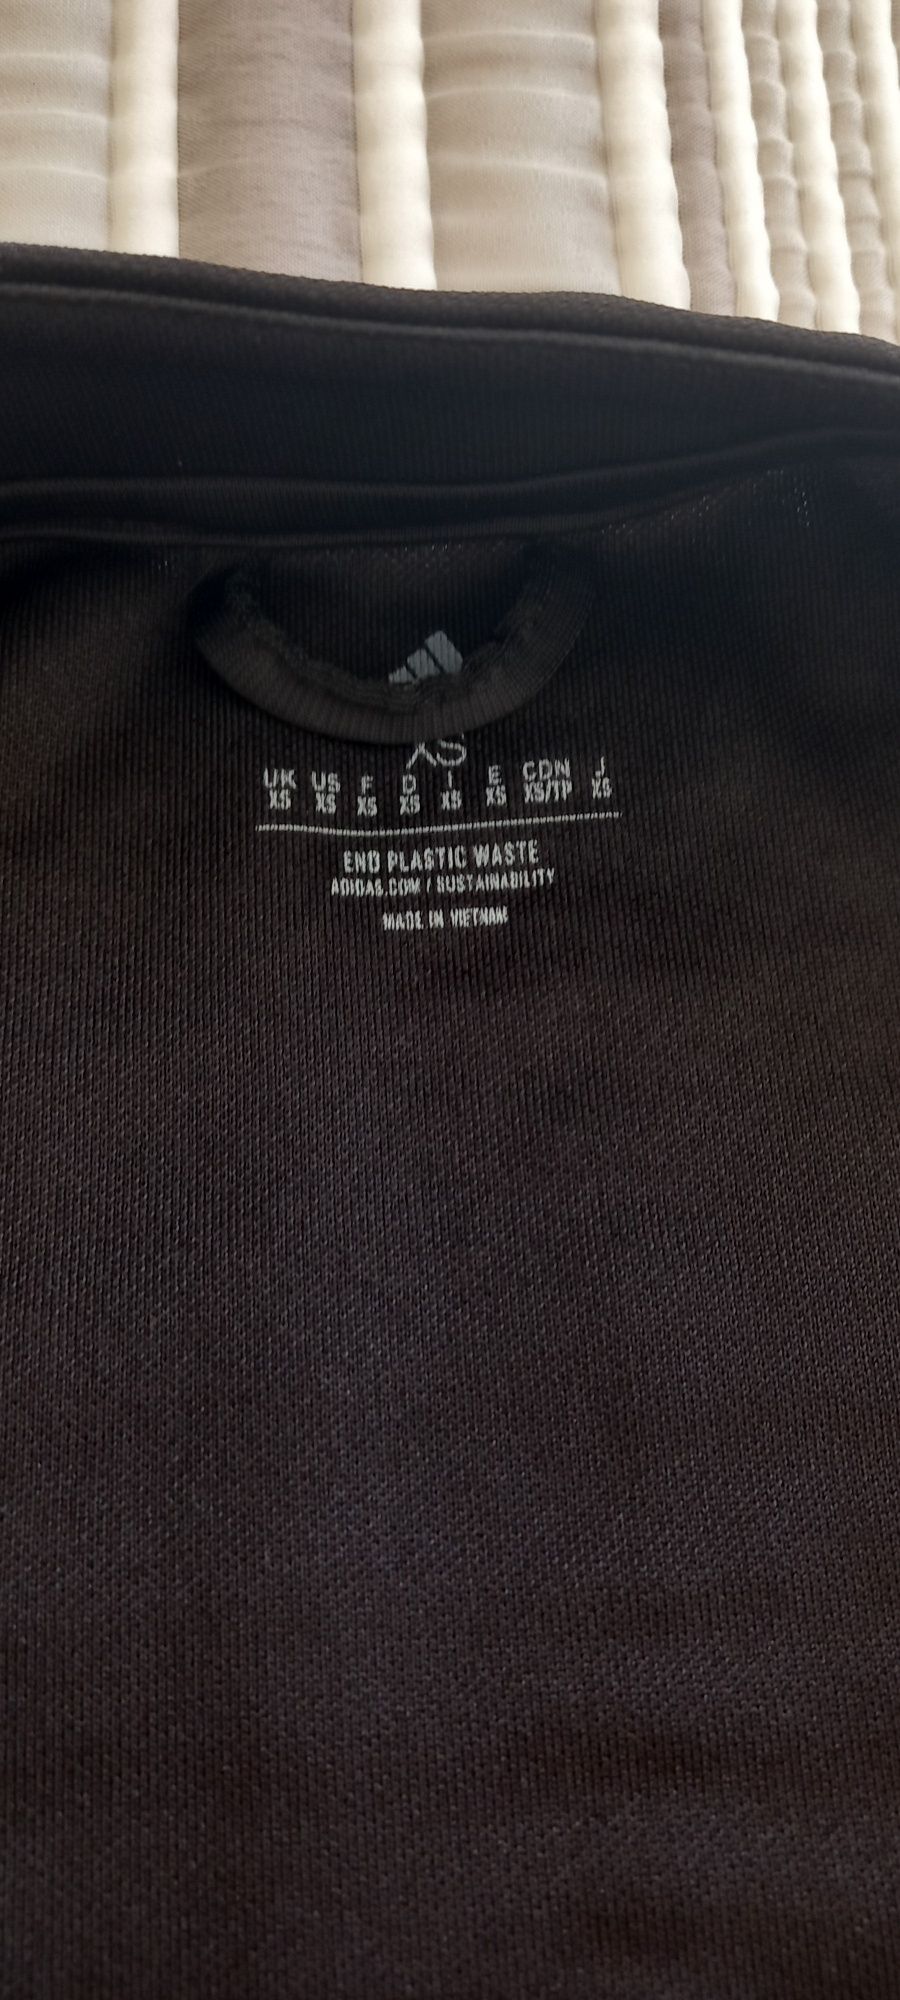 XS
UK US F D I E CDN J
XS XS XS XS XS XS XS/TP XS
END PLASTIC WASTE
ADIDAS.COM / SUSTAINABILITY
MADE IN VIETNAM